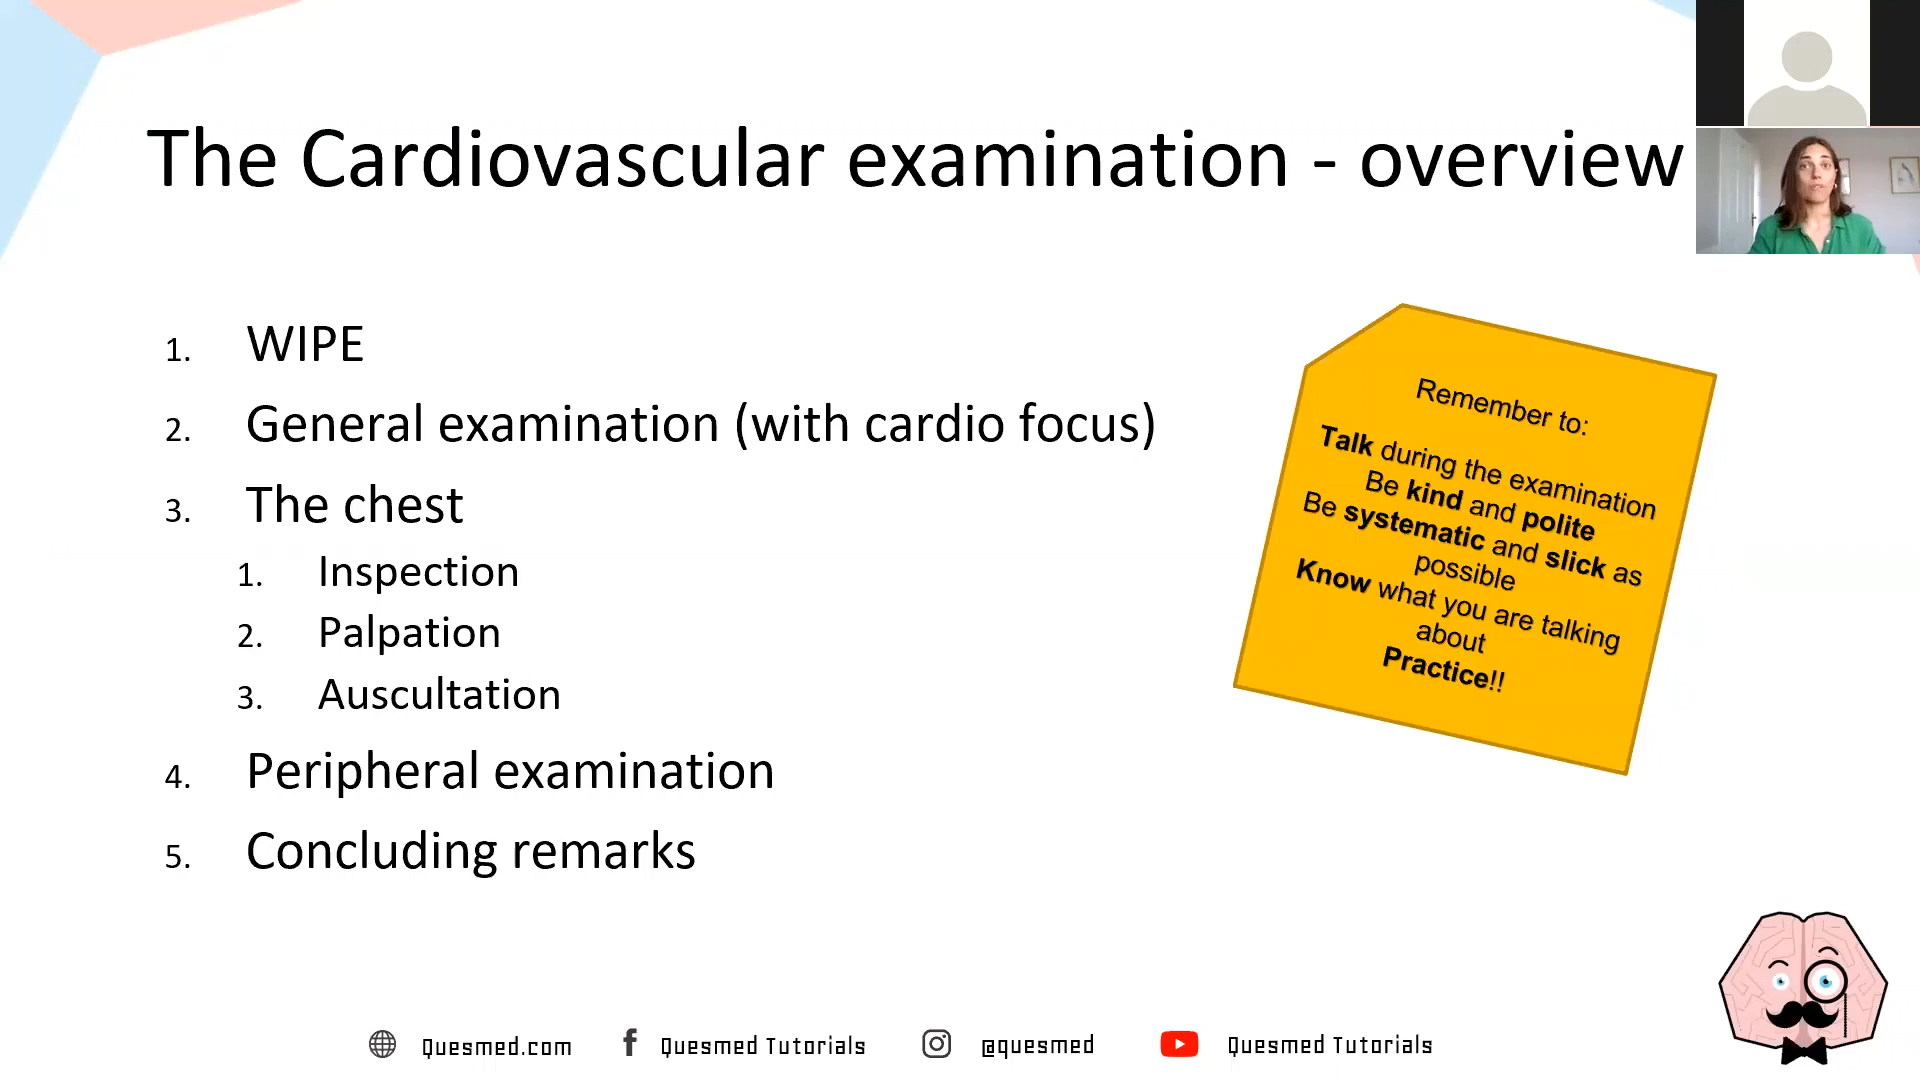 The Cardiovascular examination - overview
1. WIPE
2. General examination (with cardio focus)
3. The chest
1. Inspection
2. Palpation
3. Auscultation
4. Peripheral examination
5. Concluding remarks
Remember to:
Talk during the examination
Be kind and polite
Be systematic and slick as
possible
Know what you are talking
about
Practice!!
Quesmed.com
Quesmed Tutorials
@quesmed
Quesmed Tutorials